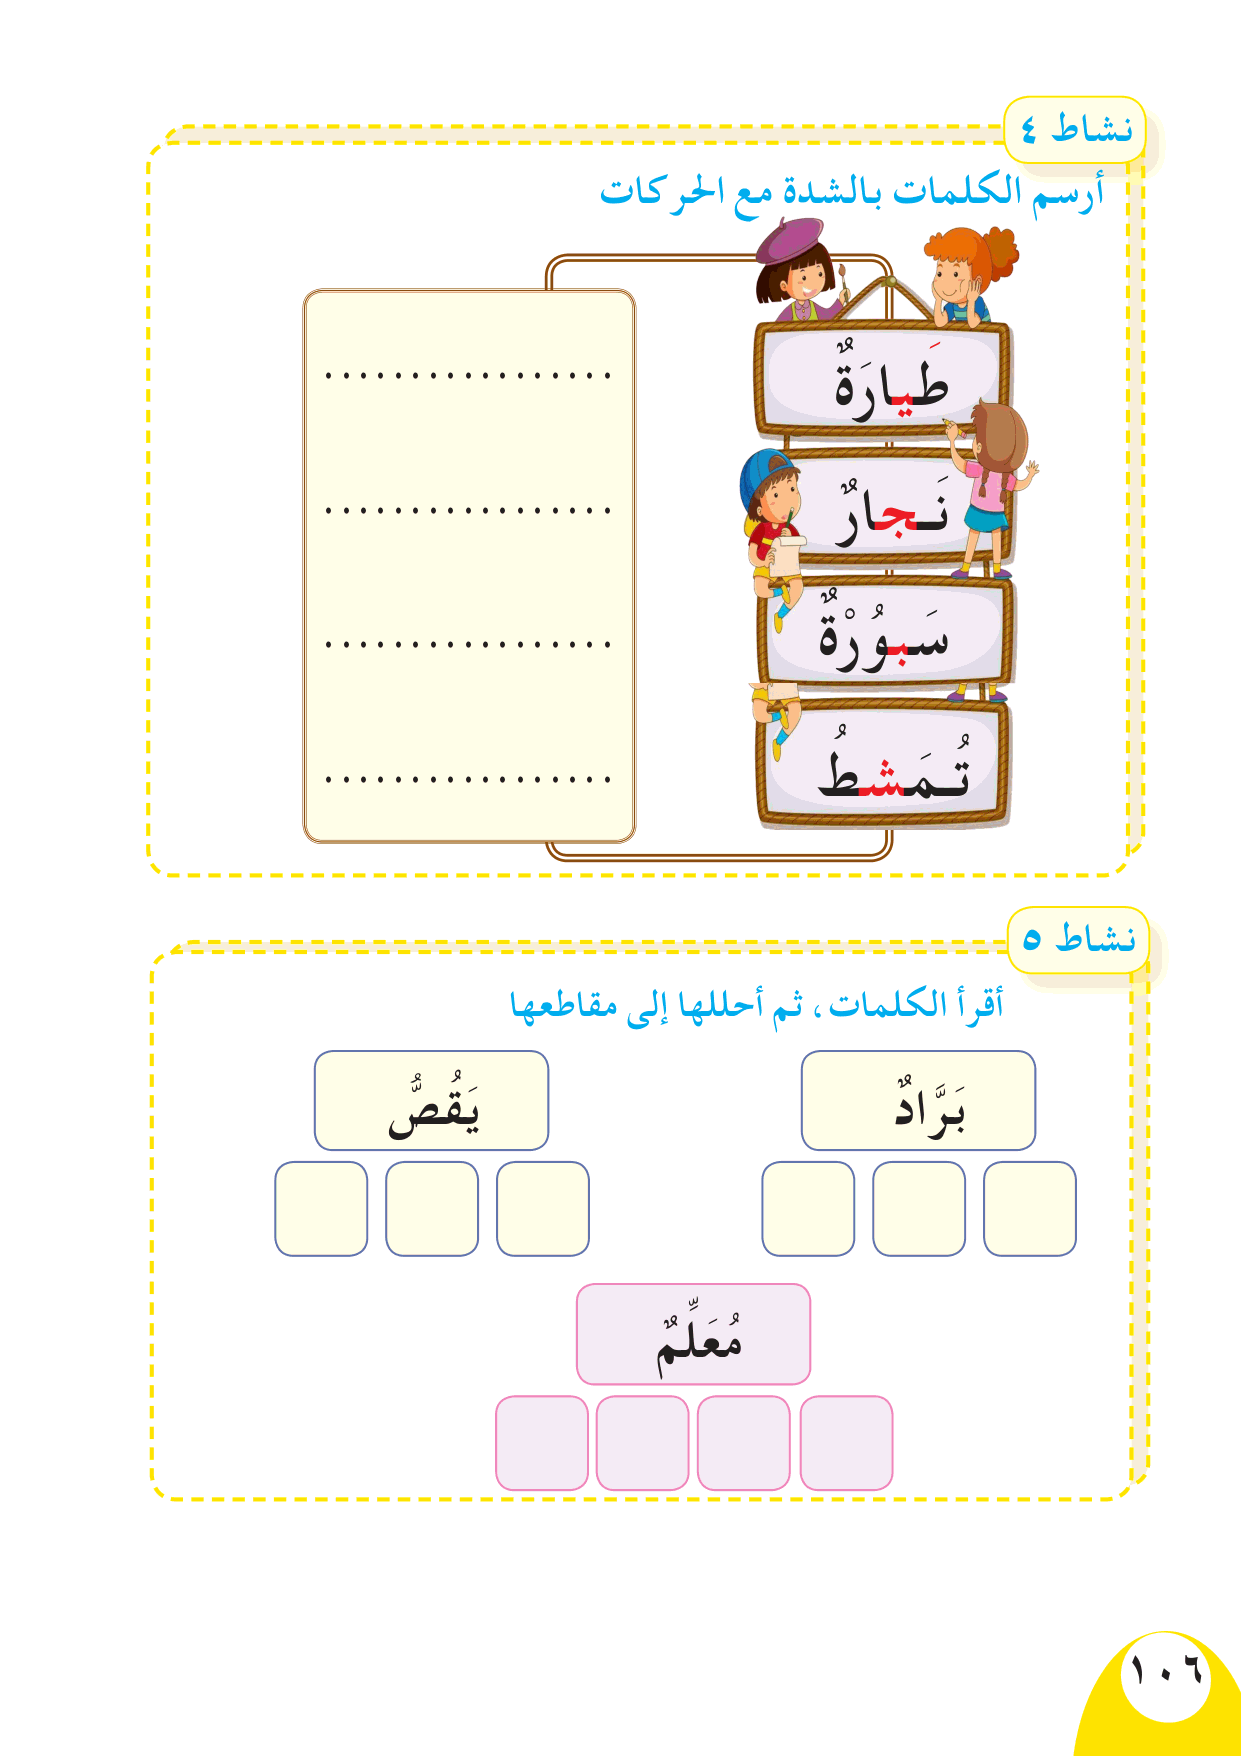 نشاط ٤
أرسم الكلمات بالشدة مع الحركات
طَيارَةٌ
نَجارٌ
سَبوُرْةٌ
تُمَشطُ
نشاط ٥
أقرأ الكلمات، ثم أحللها إلى مقاطعها
بَرَّادٌ
يَقُصُّ
مُعَلِّمٌ
١٠٦